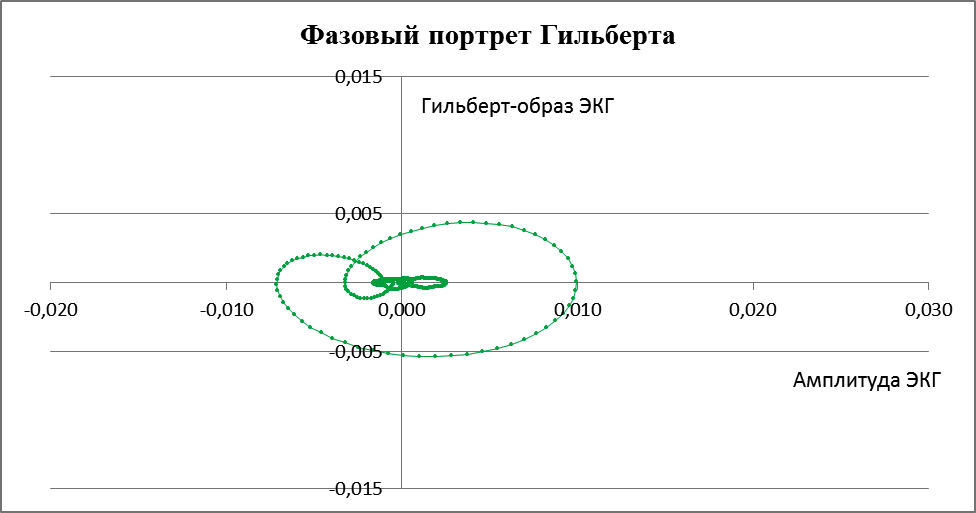 Фазовый портрет Гильберта
0,015
Гильберт-образ ЭКГ
0,005
-0,020 -0,010 0,000 0,010 0,020 0,030
-0,005
Амплитуда ЭКГ
-0,015